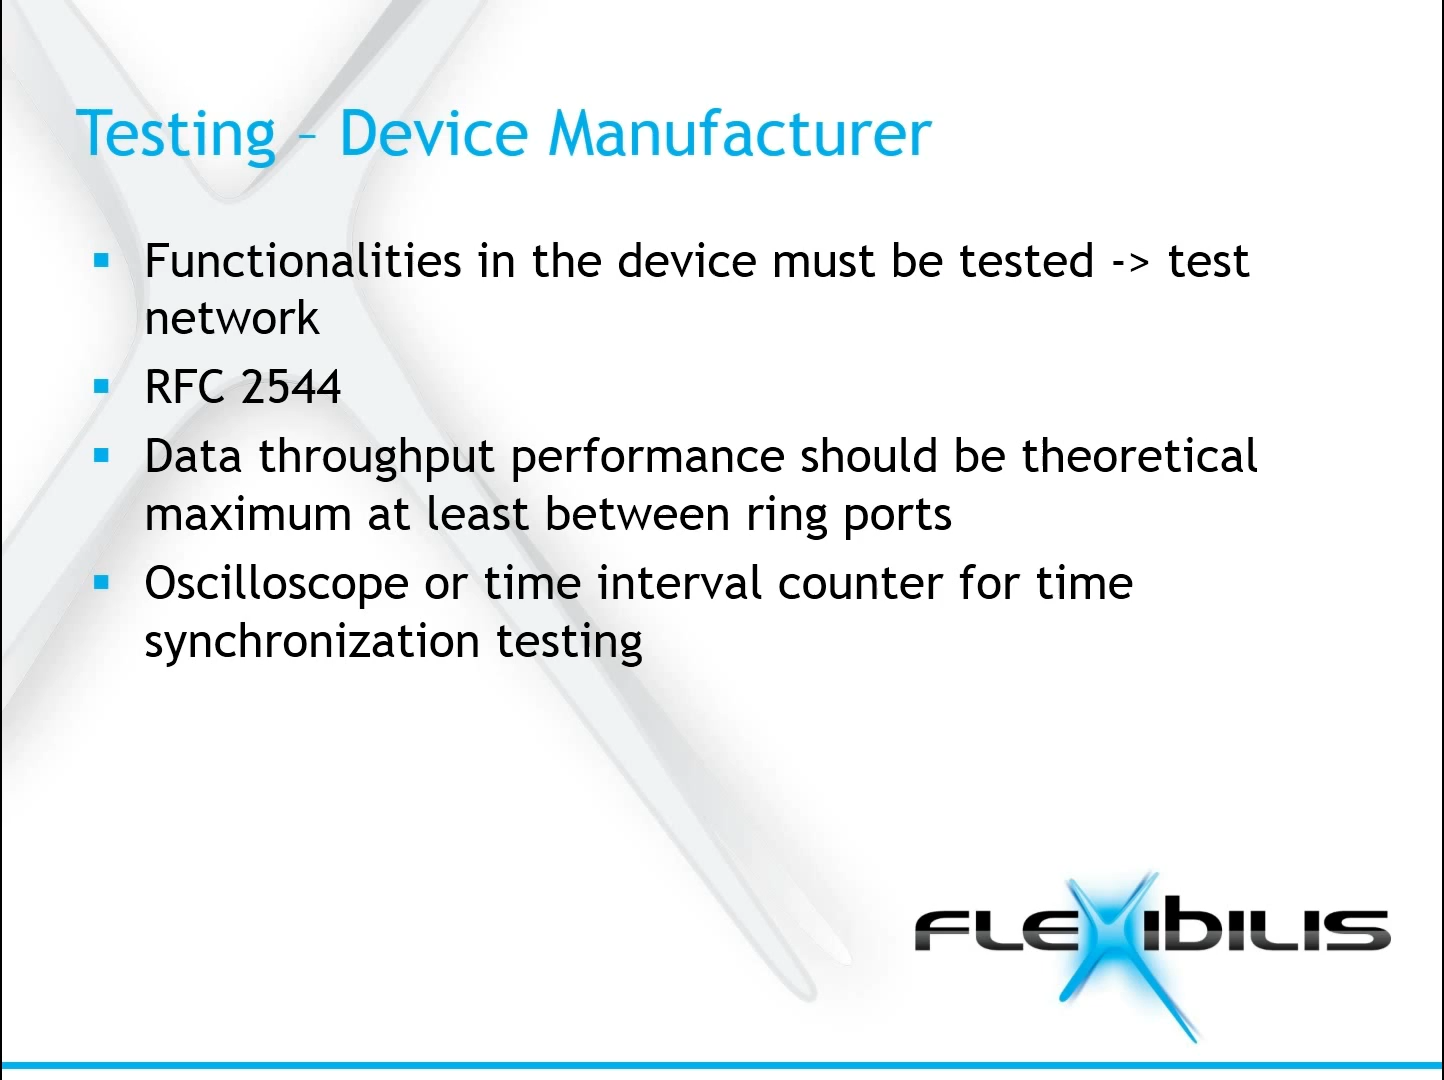 Testing – Device Manufacturer
Functionalities in the device must be tested -> test
network
RFC 2544
Data throughput performance should be theoretical
maximum at least between ring ports
Oscilloscope or time interval counter for time
synchronization testing
FLEXIBILIS